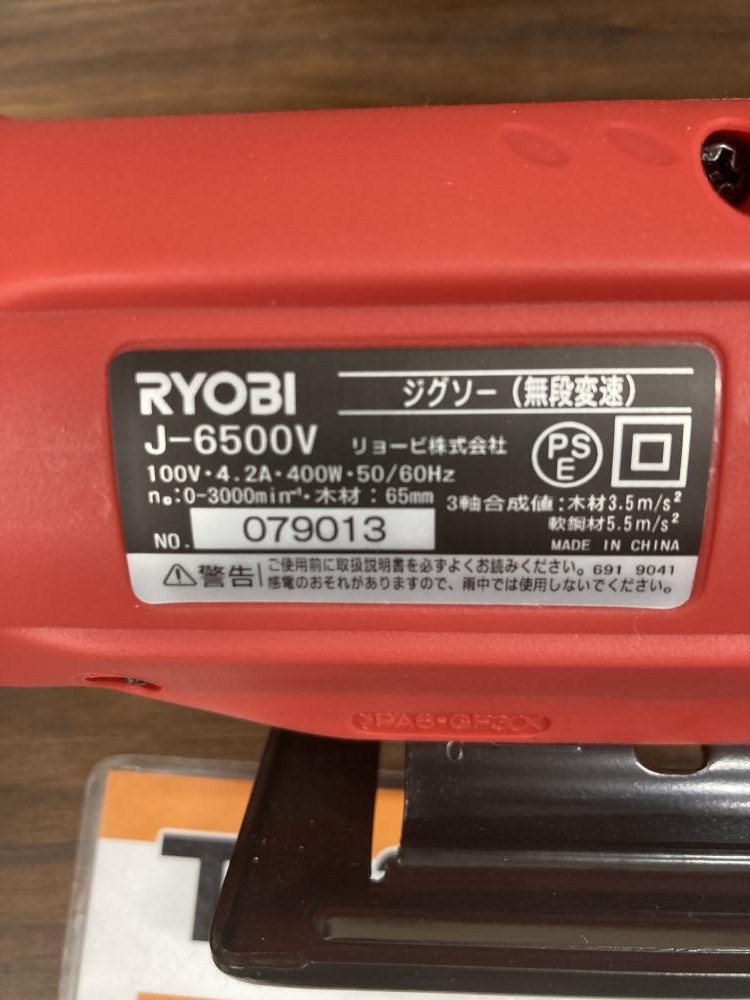 RYOBI
ジグソー（無段変速）
J-6500V
リョービ株式会社
PS
E
100V・4.2A・400W・50/60Hz
n₀:0-3000min⁻¹・木材：65mm
3軸合成値：木材3.5m/s²
軟鋼材5.5m/s²
NO. 079013
MADE IN CHINA
⚠警告
ご使用前に取扱説明書を必ずよくお読みください。691 9041
感電のおそれがありますので、雨中では使用しないでください。
>PA6-GF30<